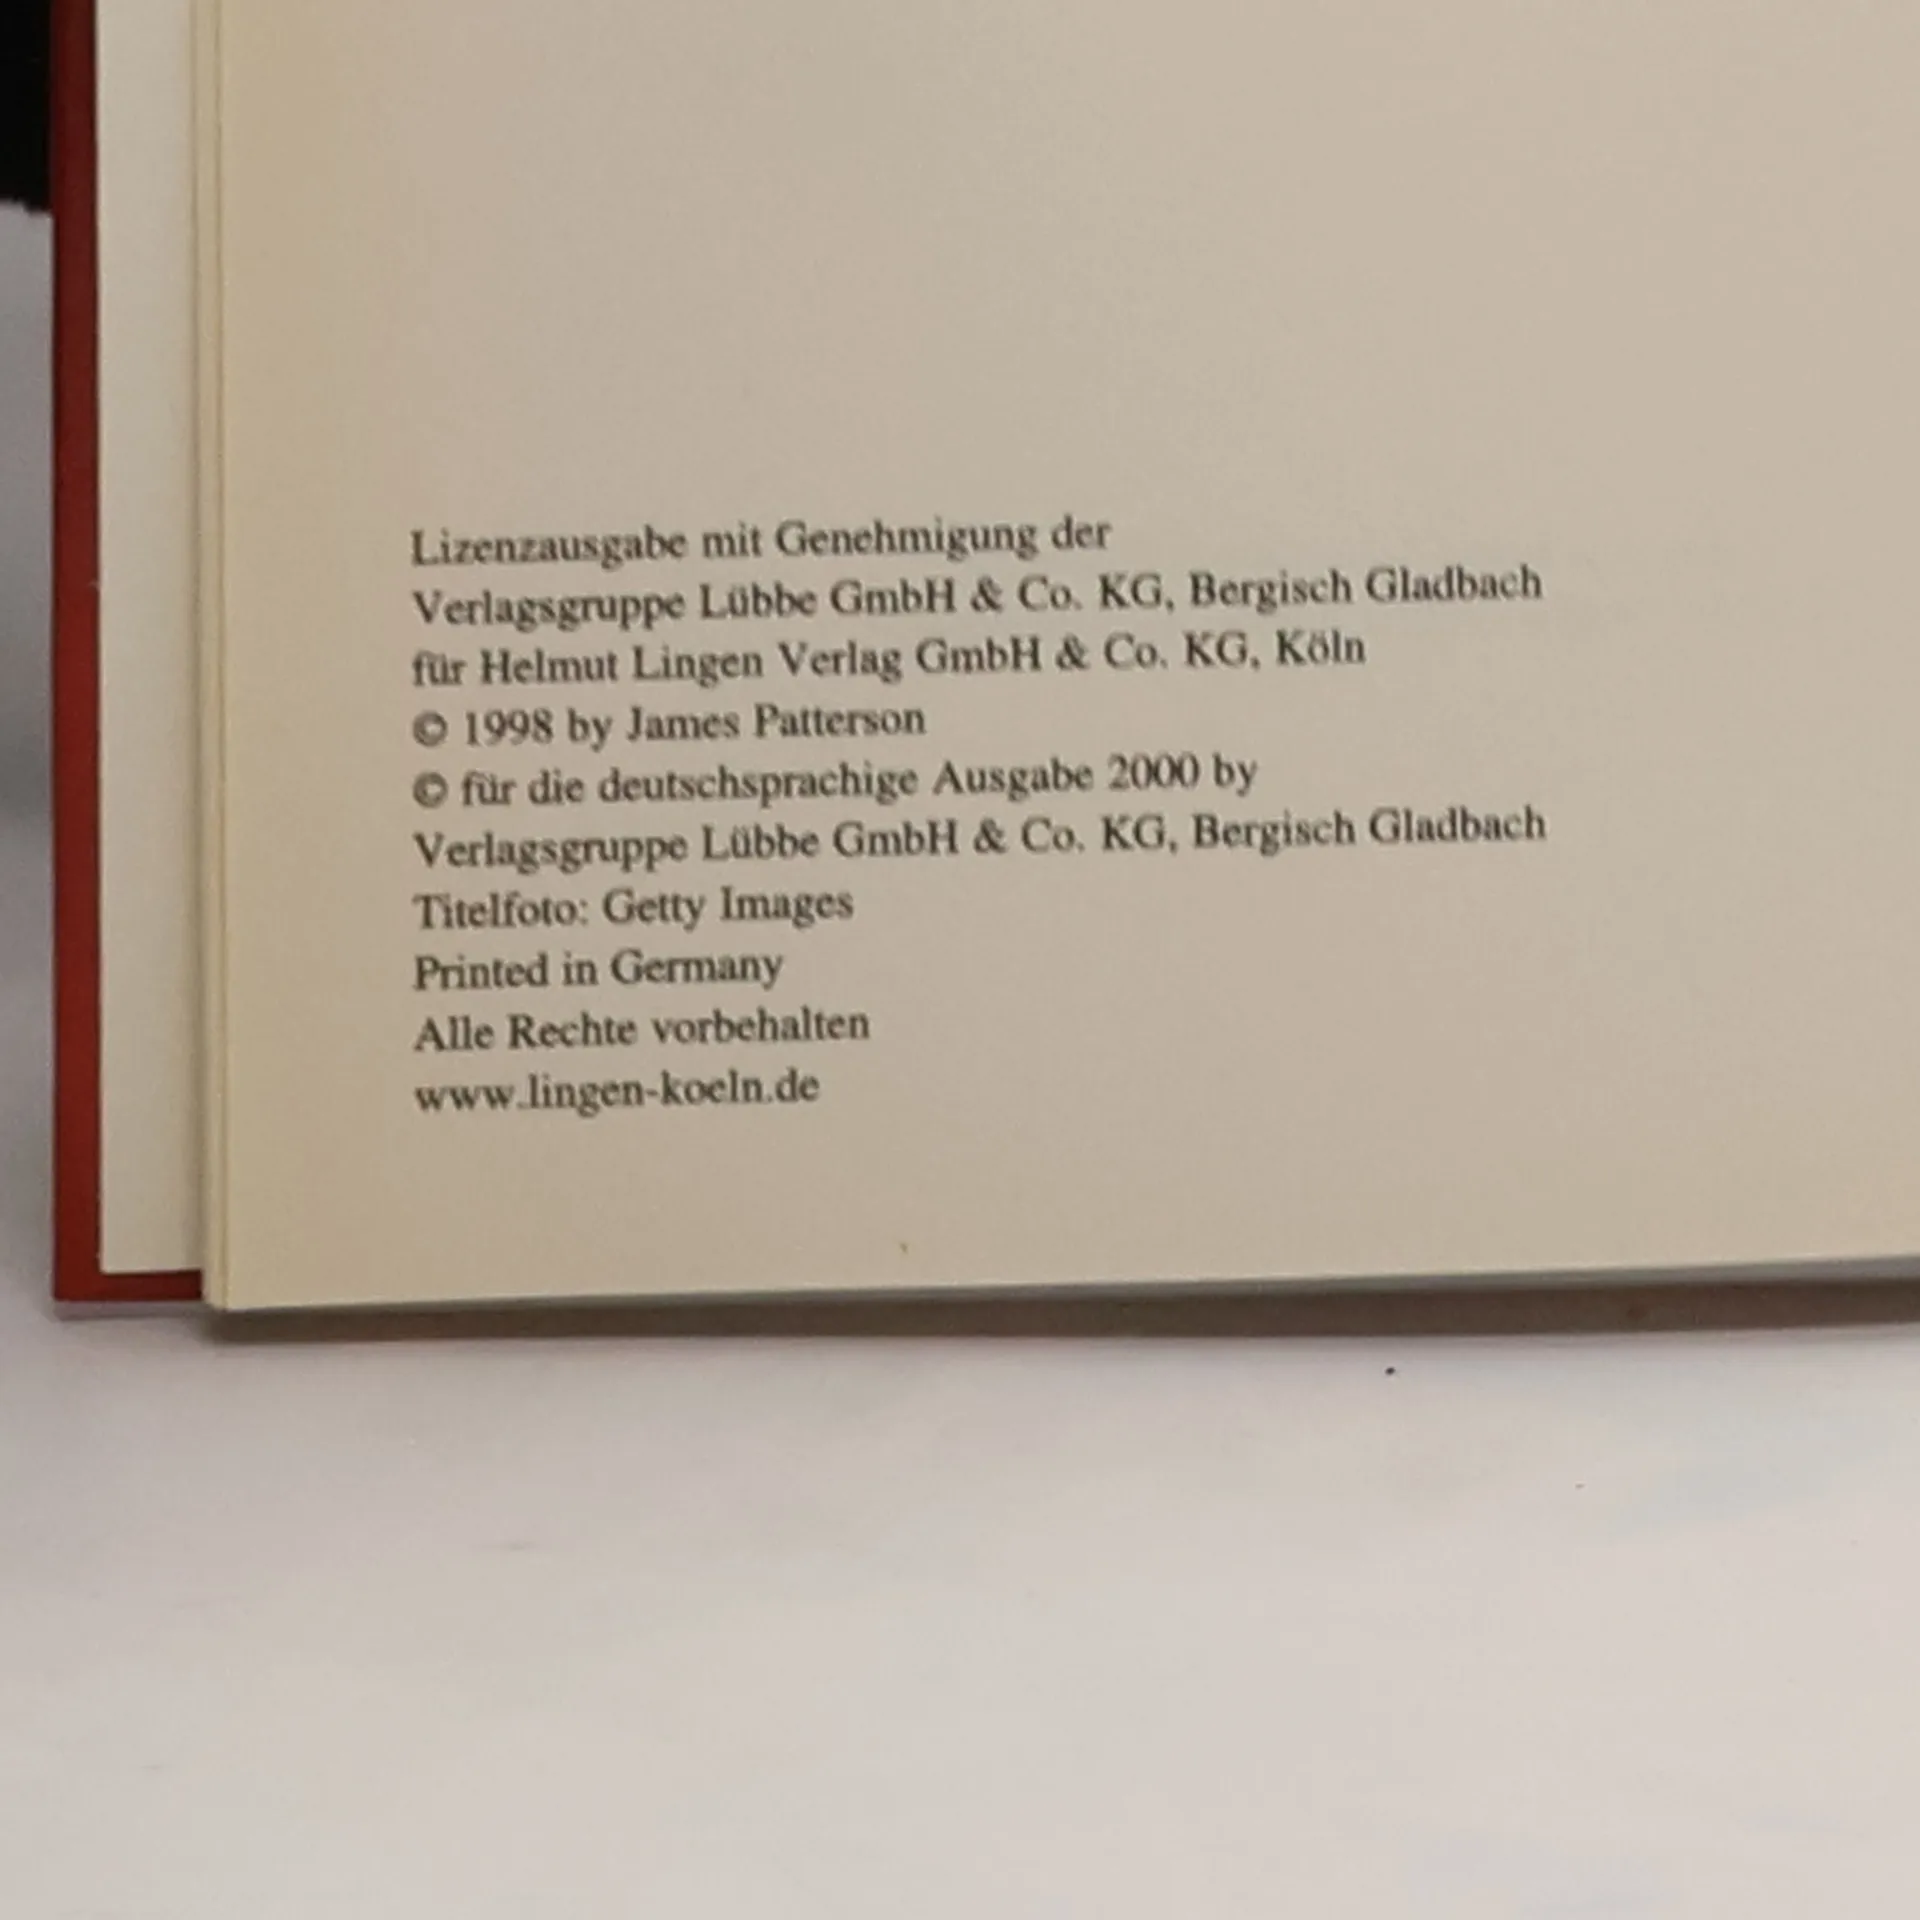 Lizenzausgabe mit Genehmigung der
Verlagsgruppe Lübbe GmbH & Co. KG, Bergisch Gladbach
für Helmut Lingen Verlag GmbH & Co. KG, Köln
© 1998 by James Patterson
© für die deutschsprachige Ausgabe 2000 by
Verlagsgruppe Lübbe GmbH & Co. KG, Bergisch Gladbach
Titelfoto: Getty Images
Printed in Germany
Alle Rechte vorbehalten
www.lingen-koeln.de